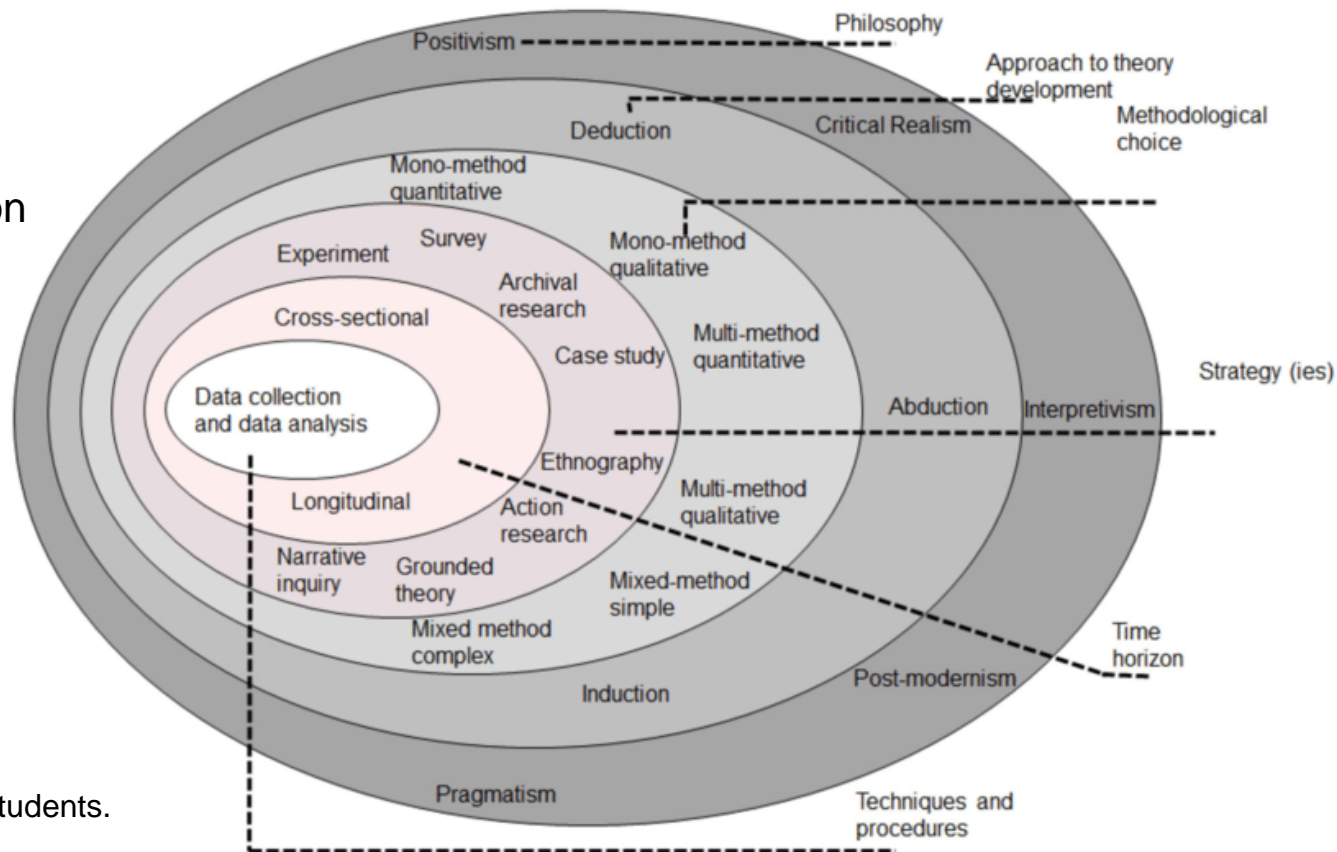 Philosophy
Positivism
Approach to theory
development
Methodological
choice
Deduction
Critical Realism
Mono-method
quantitative
on
Survey
Experiment
Mono-method
qualitative
Archival
research
Cross-sectional
Multi-method
quantitative
Case study
Strategy (ies)
Data collection
and data analysis
Abduction
Interpretivism
Ethnography
Longitudinal
Multi-method
qualitative
Action
research
Narrative
inquiry
Grounded
theory
Mixed-method
simple
Mixed method
complex
Time
horizon
Post-modernism
Induction
Pragmatism
Techniques and
procedures
tudents.